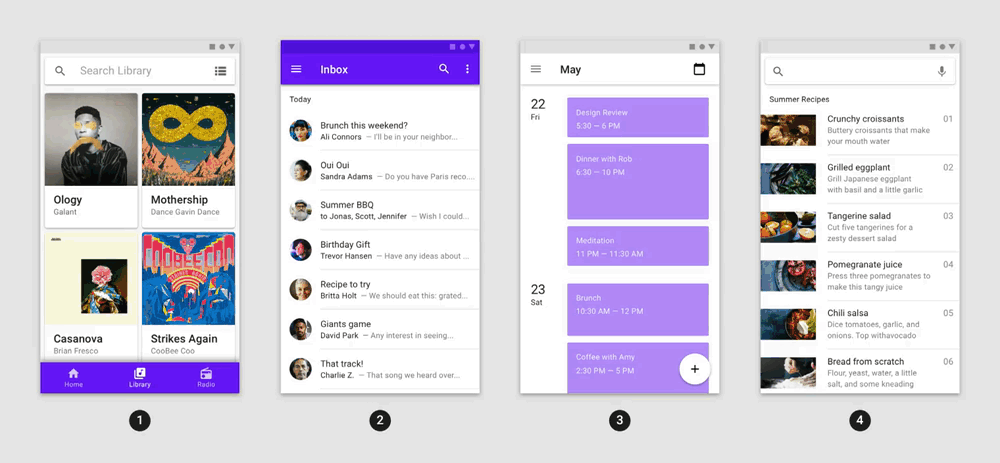 Search Library
Ology
Galant
Mothership
Dance Gavin Dance
COOBEE COO
STRIKES AGAIN
Casanova
Brian Fresco
Strikes Again
CooBee Coo
Home
Library
Radio
1
Inbox
Today
Brunch this weekend?
Ali Connors — I'll be in your neighbor...
Oui Oui
Sandra Adams — Do you have Paris reco...
Summer BBQ
to Jonas, Scott, Jennifer — Wish I could...
Birthday Gift
Trevor Hansen — Have any ideas about ...
Recipe to try
Britta Holt — We should eat this: grated...
Giants game
David Park — Any interest in seeing...
That track!
Charlie Z. — That song we heard over...
2
May
22
Fri
Design Review
5:30 — 6 PM
Dinner with Rob
6:30 — 10 PM
Meditation
11 PM — 11:30 AM
23
Sat
Brunch
10:30 AM — 12 PM
Coffee with Amy
2:30 PM — 5 PM
3
Summer Recipes
Crunchy croissants 01
Buttery croissants that make
your mouth water
Grilled eggplant 02
Grill Japanese eggplant
with basil and a little garlic
Tangerine salad 03
Cut five tangerines for a
zesty dessert salad
Pomegranate juice 04
Press three pomegranates to
make this tangy juice
Chili salsa 05
Dice tomatoes, garlic, and
onions. Top withavocado
Bread from scratch 06
Flour, yeast, water, a little
salt, and some kneading
4